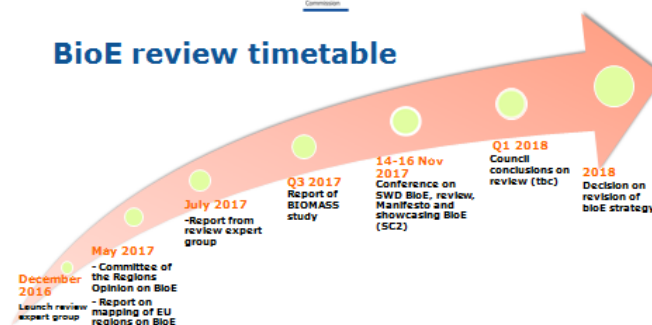 Commission
BioE review timetable
December
2016
Launch review
expert group
May 2017
- Committee of
the Regions
Opinion on BioE
- Report on
mapping of EU
regions on BioE
July 2017
-Report from
review expert
group
Q3 2017
Report of
BIOMASS
study
14-16 Nov
2017
Conference on
SWD BioE, review,
Manifesto and
showcasing BioE
(SC2)
Q1 2018
Council
conclusions on
review (tbc)
2018
Decision on
revision of
bioE strategy